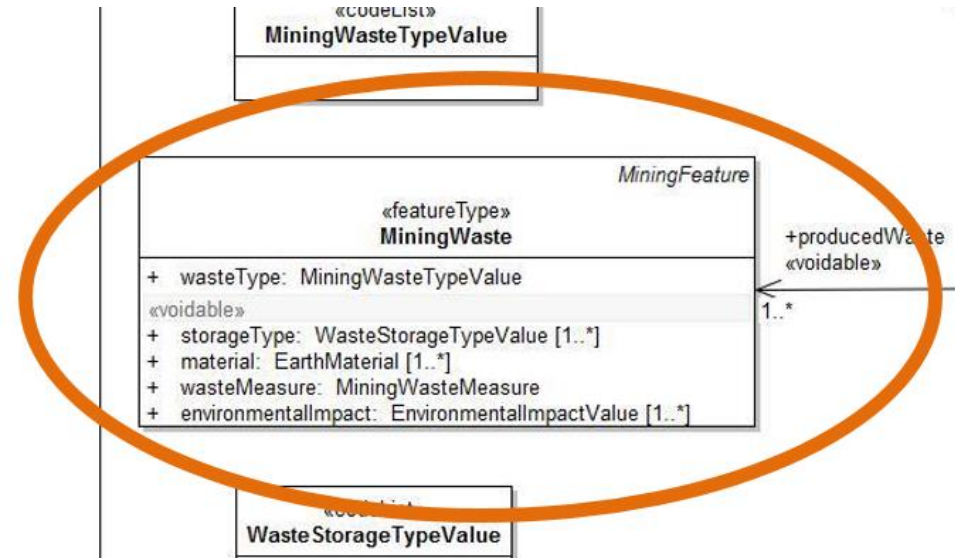 «codeList»
MiningWasteTypeValue
MiningFeature
«featureType»
MiningWaste
+ wasteType: MiningWasteTypeValue
«voidable»
+ storageType: WasteStorageTypeValue [1..*]
+ material: EarthMaterial [1..*]
+ wasteMeasure: MiningWasteMeasure
+ environmentalImpact: EnvironmentalImpactValue [1..*]
+producedWaste
«voidable»
1..*
WasteStorageTypeValue